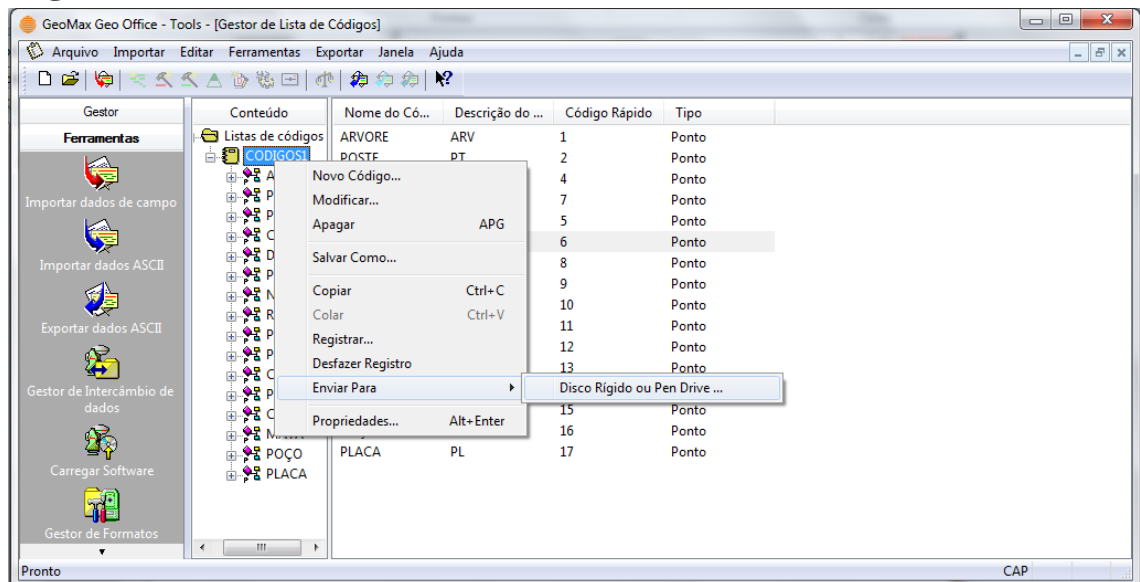 GeoMax Geo Office - Tools - [Gestor de Lista de Códigos]
Arquivo Importar Editar Ferramentas Exportar Janela Ajuda
Gestor
Ferramentas
Importar dados de campo
Importar dados ASCII
Exportar dados ASCII
Gestor de Intercâmbio de
dados
Carregar Software
Gestor de Formatos
Conteúdo
Listas de códigos
CODIGOS1
A
P
P
C
D
P
N
R
P
P
C
P
C
POÇO
PLACA
Novo Código...
Modificar...
Apagar APG
Salvar Como...
Copiar Ctrl+C
Colar Ctrl+V
Registrar...
Desfazer Registro
Enviar Para
Propriedades... Alt+Enter
Disco Rígido ou Pen Drive ...
Nome do Có... Descrição do ... Código Rápido Tipo
ARVORE ARV 1 Ponto
POSTE PT 2 Ponto
4 Ponto
7 Ponto
5 Ponto
6 Ponto
8 Ponto
9 Ponto
10 Ponto
11 Ponto
12 Ponto
13 Ponto
15 Ponto
16 Ponto
PLACA PL 17 Ponto
Pronto CAP